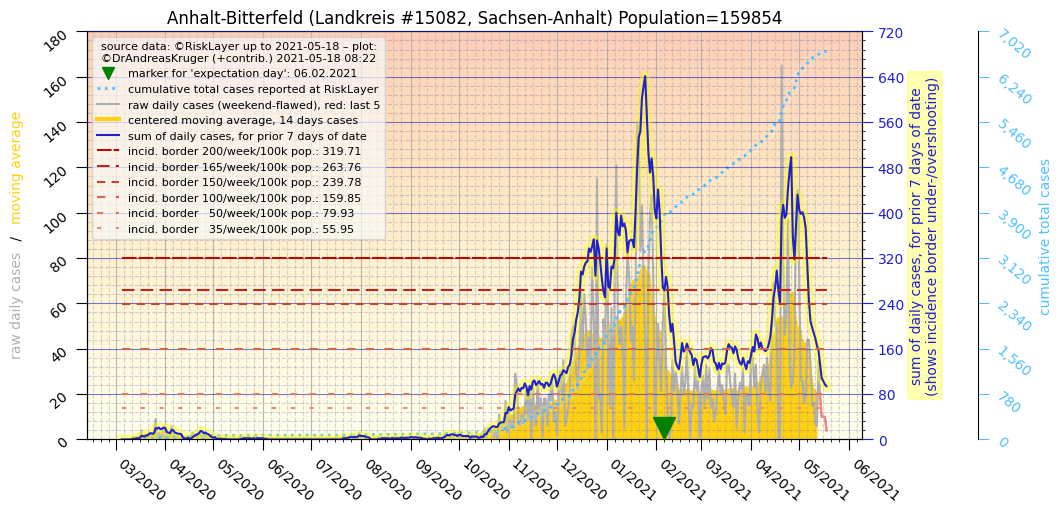 Anhalt-Bitterfeld (Landkreis #15082, Sachsen-Anhalt) Population=159854
source data: ©RiskLayer up to 2021-05-18 – plot:
©DrAndreasKruger (+contrib.) 2021-05-18 08:22
marker for 'expectation day': 06.02.2021
cumulative total cases reported at RiskLayer
raw daily cases (weekend-flawed), red: last 5
centered moving average, 14 days cases
sum of daily cases, for prior 7 days of date
incid. border 200/week/100k pop.: 319.71
incid. border 165/week/100k pop.: 263.76
incid. border 150/week/100k pop.: 239.78
incid. border 100/week/100k pop.: 159.85
incid. border 50/week/100k pop.: 79.93
incid. border 35/week/100k pop.: 55.95
raw daily cases / moving average
180
160
140
120
100
80
60
40
20
0
03/2020
04/2020
05/2020
06/2020
07/2020
08/2020
09/2020
10/2020
11/2020
12/2020
01/2021
02/2021
03/2021
04/2021
05/2021
06/2021
720
640
560
480
400
320
240
160
80
0
sum of daily cases, for prior 7 days of date
(shows incidence border under-/overshooting)
7,020
6,240
5,460
4,680
3,900
3,120
2,340
1,560
780
0
cumulative total cases